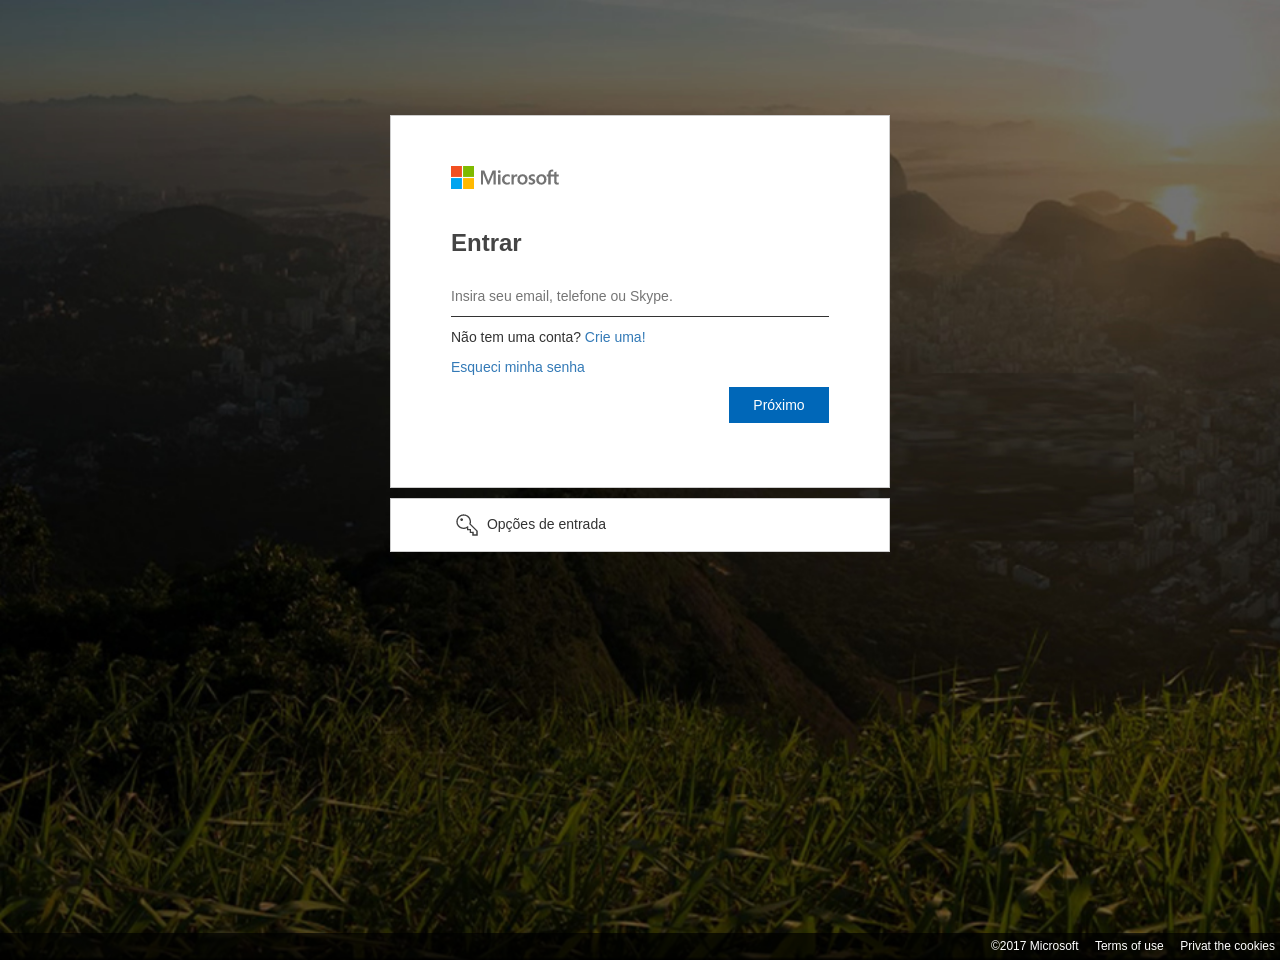 Microsoft
Entrar
Insira seu email, telefone ou Skype.
Não tem uma conta? Crie uma!
Esqueci minha senha
Próximo
Opções de entrada
©2017 Microsoft Terms of use Privat the cookies